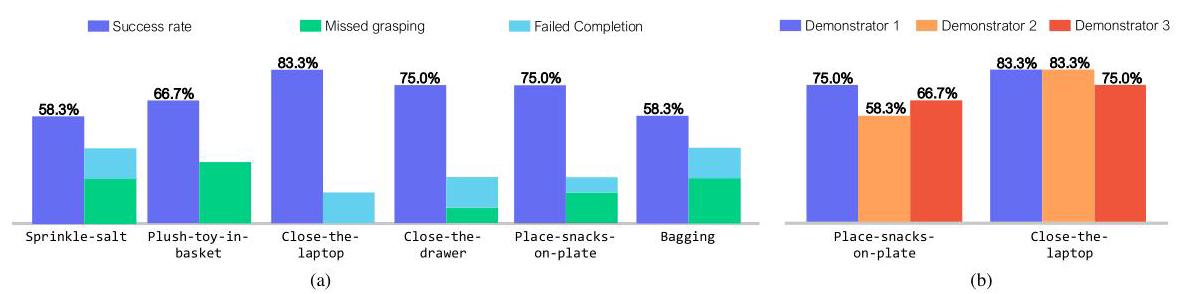 Success rate Missed grasping Failed Completion
58.3% 66.7% 83.3% 75.0% 75.0% 58.3%
Sprinkle-salt Plush-toy-in-basket Close-the-laptop Close-the-drawer Place-snacks-on-plate Bagging
(a)
Demonstrator 1 Demonstrator 2 Demonstrator 3
75.0% 58.3% 66.7% 83.3% 83.3% 75.0%
Place-snacks-on-plate Close-the-laptop
(b)